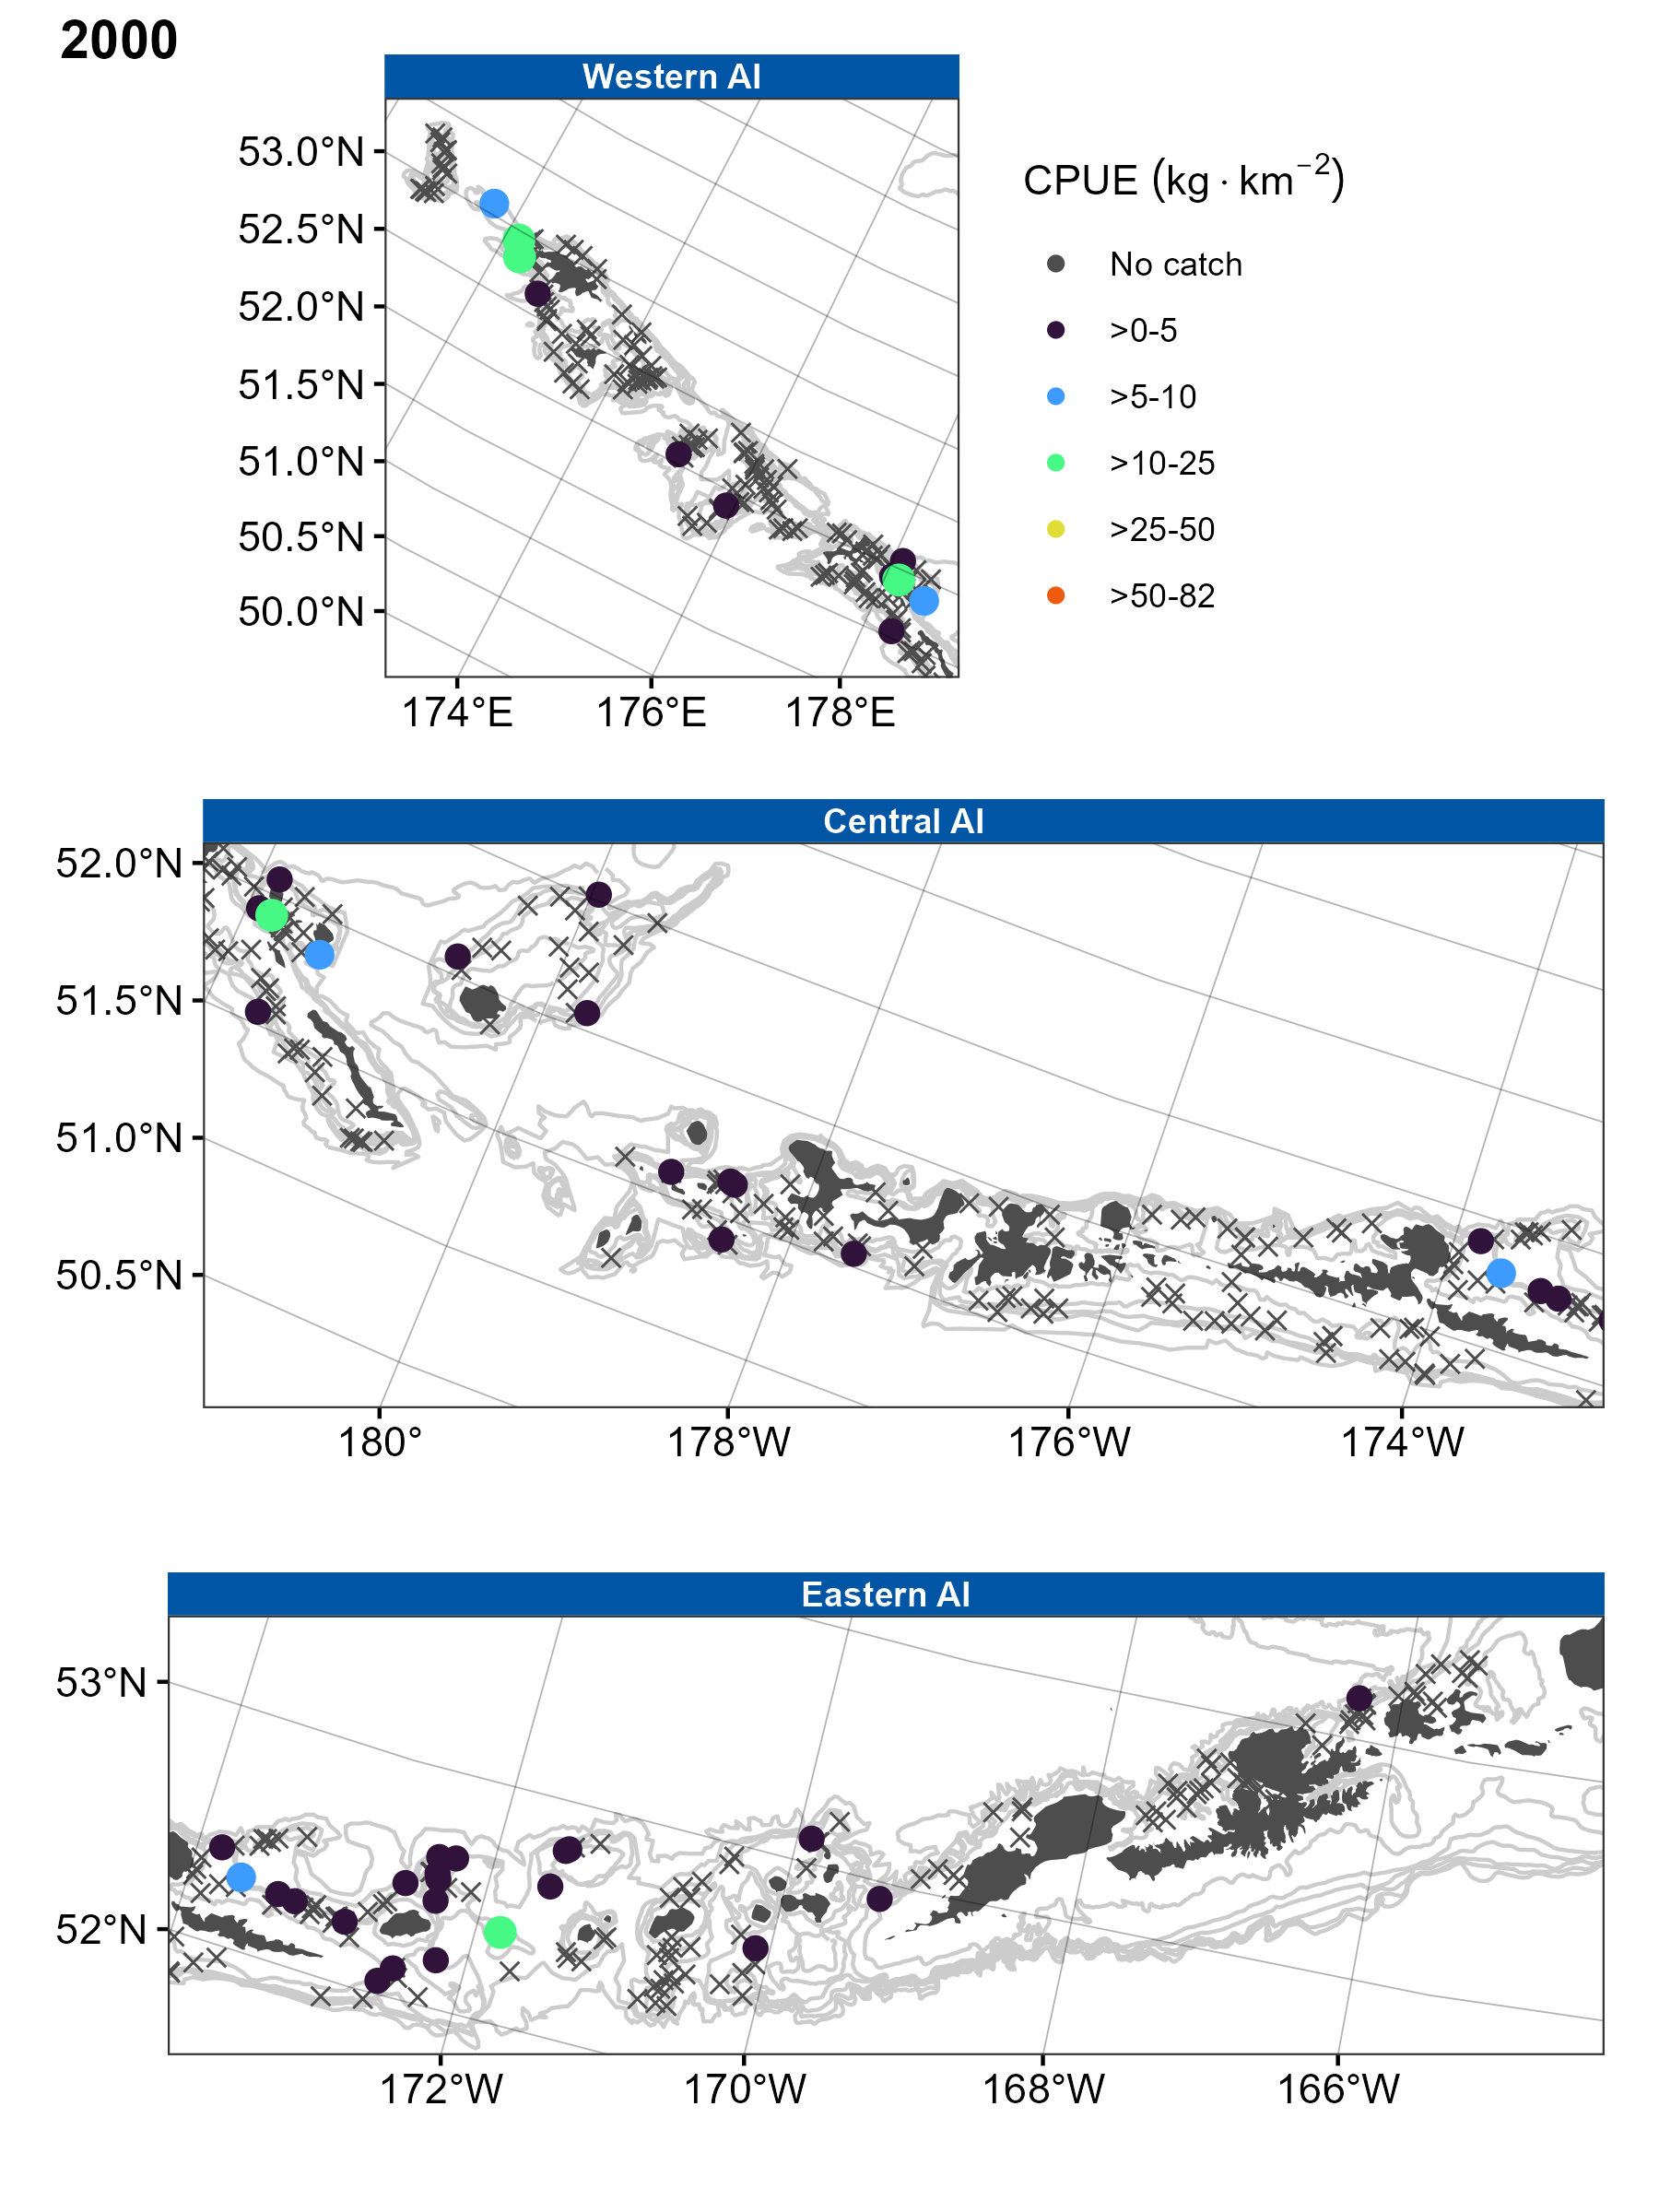 2000
Western AI
53.0°N
52.5°N
52.0°N
51.5°N
51.0°N
50.5°N
50.0°N
174°E 176°E 178°E
CPUE (kg · km−2)
No catch
>0-5
>5-10
>10-25
>25-50
>50-82
Central AI
52.0°N
51.5°N
51.0°N
50.5°N
180° 178°W 176°W 174°W
Eastern AI
53°N
52°N
172°W 170°W 168°W 166°W